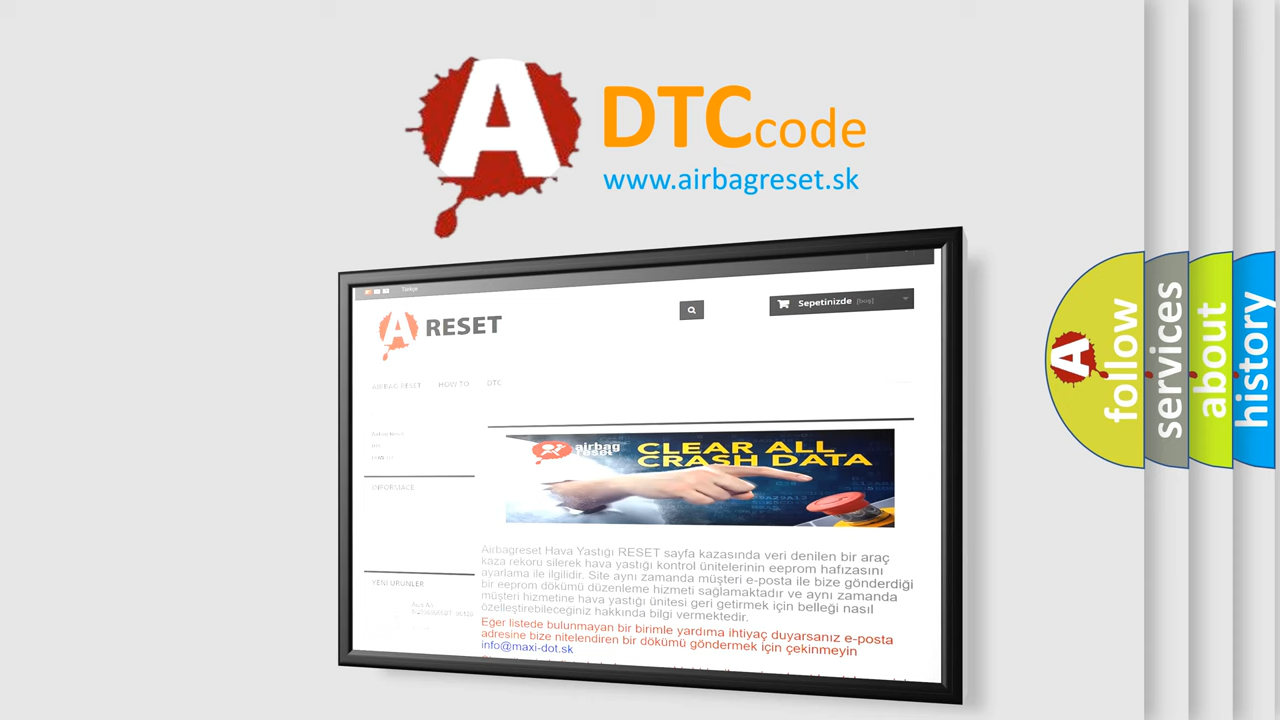 A DTCcode
www.airbagreset.sk
Türkçe
A RESET
Sepetinizde [boş]
AIRBAG RESET HOW TO DTC
INFORMACE
airbag
reset
CLEAR ALL
CRASH DATA
Airbagreset Hava Yastığı RESET sayfa kazasında veri denilen bir araç
kaza rekoru silerek hava yastığı kontrol ünitelerinin eeprom hafızasını
ayarlama ile ilgilidir. Site aynı zamanda müşteri e-posta ile bize gönderdiği
bir eeprom dökümü düzenleme hizmeti sağlamaktadır ve aynı zamanda
müşteri hizmetine hava yastığı ünitesi geri getirmek için belleği nasıl
özelleştirebileceğiniz hakkında bilgi vermektedir.
Eğer listede bulunmayan bir birimle yardıma ihtiyaç duyarsanız e-posta
adresine bize nitelendiren bir dökümü göndermek için çekinmeyin
info@maxi-dot.sk
YENİ ÜRÜNLER
A
follow
services
about
history